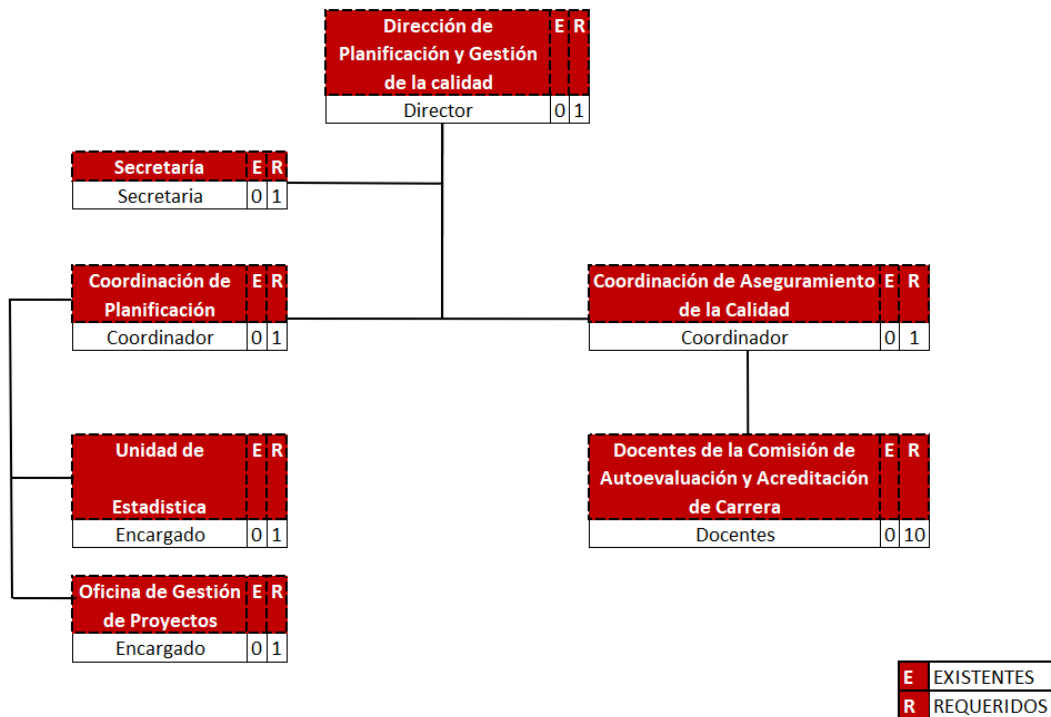 Dirección de E R
Planificación y Gestión
de la calidad
Director 0 1
Secretaría E R
Secretaria 0 1
Coordinación de E R
Planificación
Coordinador 0 1
Coordinación de Aseguramiento E R
de la Calidad
Coordinador 0 1
Unidad de E R
Estadistica
Encargado 0 1
Docentes de la Comisión de E R
Autoevaluación y Acreditación
de Carrera
Docentes 0 10
Oficina de Gestión E R
de Proyectos
Encargado 0 1
E EXISTENTES
R REQUERIDOS